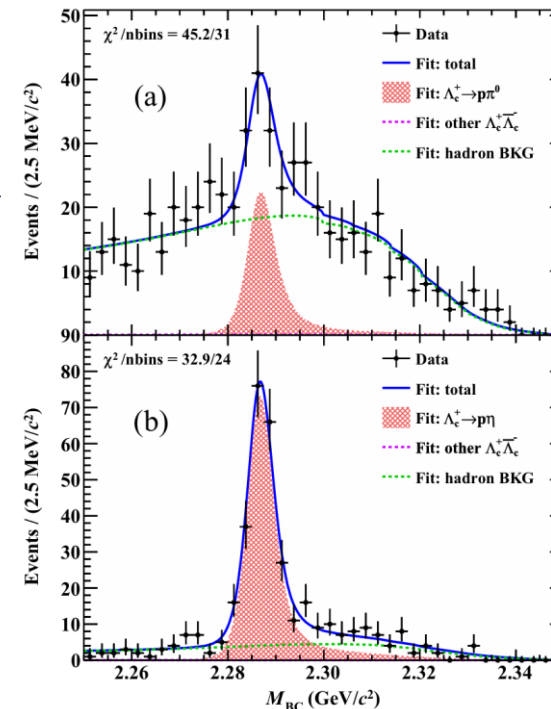 50
χ²/nbins = 45.2/31
Data
Fit: total
(a)
Fit: Λc⁺→pπ⁰
40
Fit: other Λc⁺Λ̄c⁻
30
Fit: hadron BKG
20
10
Events / (2.5 MeV/c²)
90
χ²/nbins = 32.9/24
Data
80
Fit: total
(b)
Fit: Λc⁺→pη
70
Fit: other Λc⁺Λ̄c⁻
60
Fit: hadron BKG
50
40
30
20
10
0
Events / (2.5 MeV/c²)
2.26 2.28 2.30 2.32 2.34
M_BC (GeV/c²)